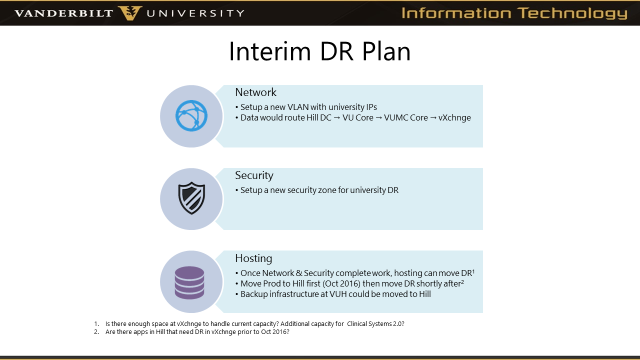 VANDERBILT V UNIVERSITY
Information Technology
Interim DR Plan
Network
• Setup a new VLAN with university IPs
• Data would route Hill DC → VU Core → VUMC Core → vXchnge
Security
• Setup a new security zone for university DR
Hosting
• Once Network & Security complete work, hosting can move DR¹
• Move Prod to Hill first (Oct 2016) then move DR shortly after²
• Backup infrastructure at VUH could be moved to Hill
1. Is there enough space at vXchnge to handle current capacity? Additional capacity for Clinical Systems 2.0?
2. Are there apps in Hill that need DR in vXchnge prior to Oct 2016?